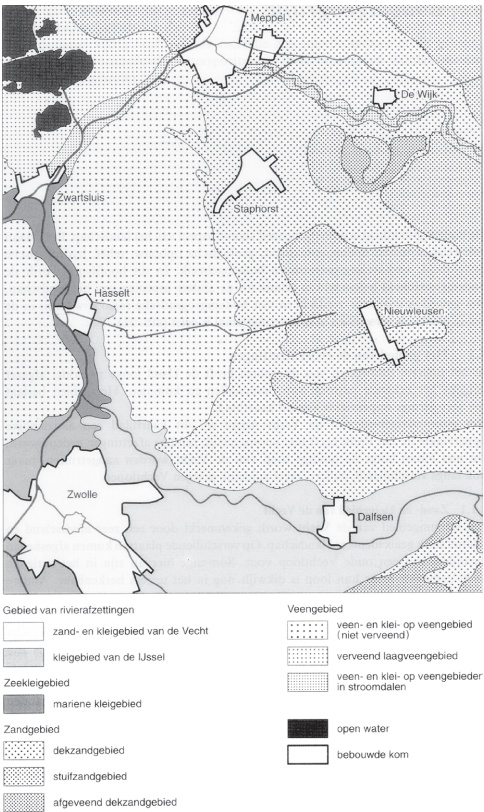 Meppel
De Wijk
Zwartsluis
Staphorst
Hasselt
Nieuwleusen
Zwolle
Dalfsen
Gebied van rivierafzettingen
zand- en kleigebied van de Vecht
kleigebied van de IJssel
Zeekleigebied
mariene kleigebied
Zandgebied
dekzandgebied
stuifzandgebied
afgeveend dekzandgebied
Veengebied
veen- en klei- op veengebied
(niet verveend)
verveend laagveengebied
veen- en klei- op veengebieden
in stroomdalen
open water
bebouwde kom